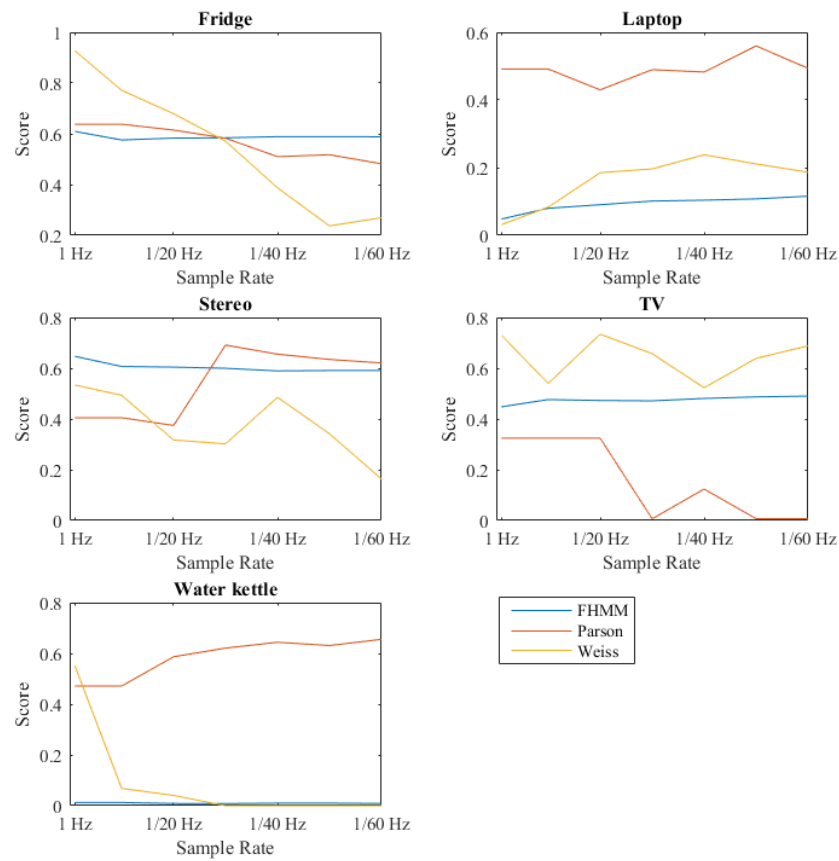 Fridge
1
0.8
0.6
0.4
0.2
Score
1 Hz 1/20 Hz 1/40 Hz 1/60 Hz
Sample Rate
Laptop
0.6
0.4
0.2
0
Score
1 Hz 1/20 Hz 1/40 Hz 1/60 Hz
Sample Rate
Stereo
0.8
0.6
0.4
0.2
0
Score
1 Hz 1/20 Hz 1/40 Hz 1/60 Hz
Sample Rate
TV
0.8
0.6
0.4
0.2
0
Score
1 Hz 1/20 Hz 1/40 Hz 1/60 Hz
Sample Rate
Water kettle
0.8
0.6
0.4
0.2
0
Score
1 Hz 1/20 Hz 1/40 Hz 1/60 Hz
Sample Rate
FHMM
Parson
Weiss